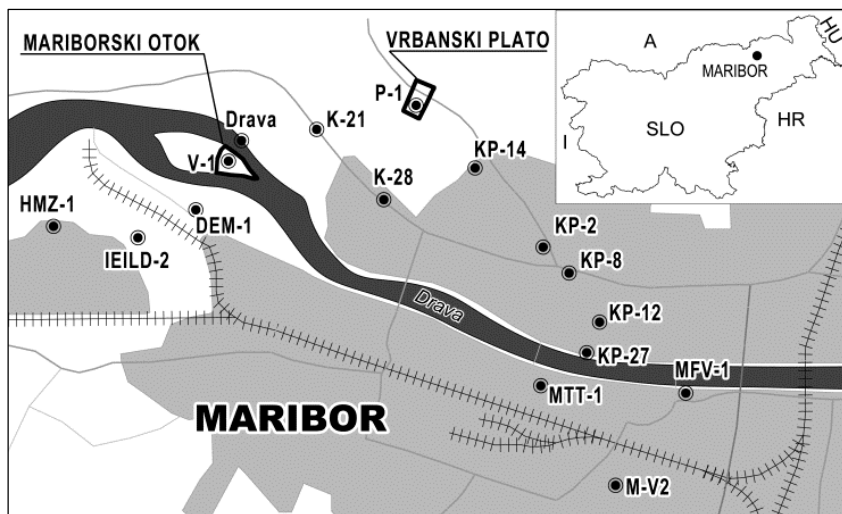 MARIBORSKI OTOK
VRBANSKI PLATO
A
HU
MARIBOR
SLO
HR
I
P-1
K-21
Drava
V-1
KP-14
K-28
HMZ-1
DEM-1
IEILD-2
KP-2
KP-8
Drava
KP-12
KP-27
MFV-1
MTT-1
MARIBOR
M-V2